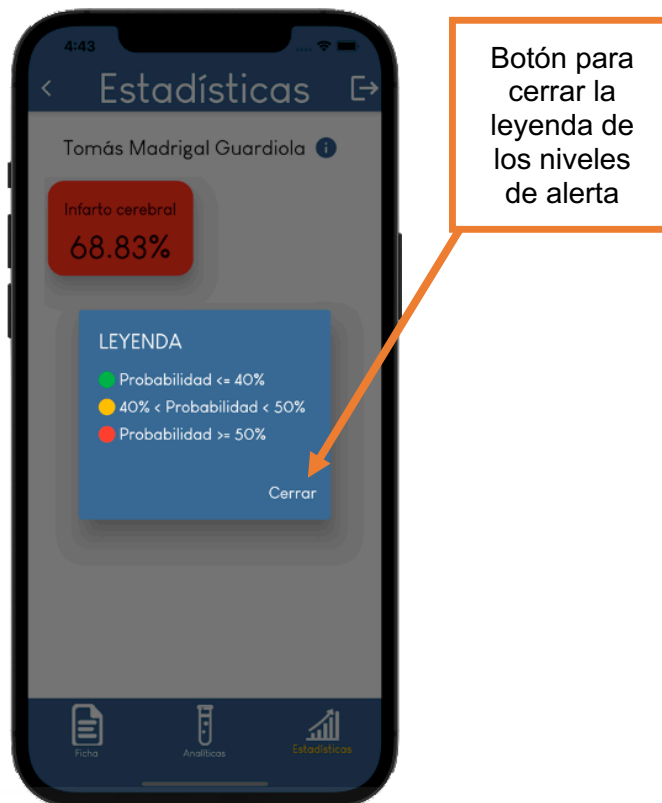 4:43
Estadísticas
Tomás Madrigal Guardiola
Infarto cerebral
68.83%
LEYENDA
Probabilidad <= 40%
40% < Probabilidad < 50%
Probabilidad >= 50%
Cerrar
Ficha
Analíticas
Estadísticas
Botón para
cerrar la
leyenda de
los niveles
de alerta